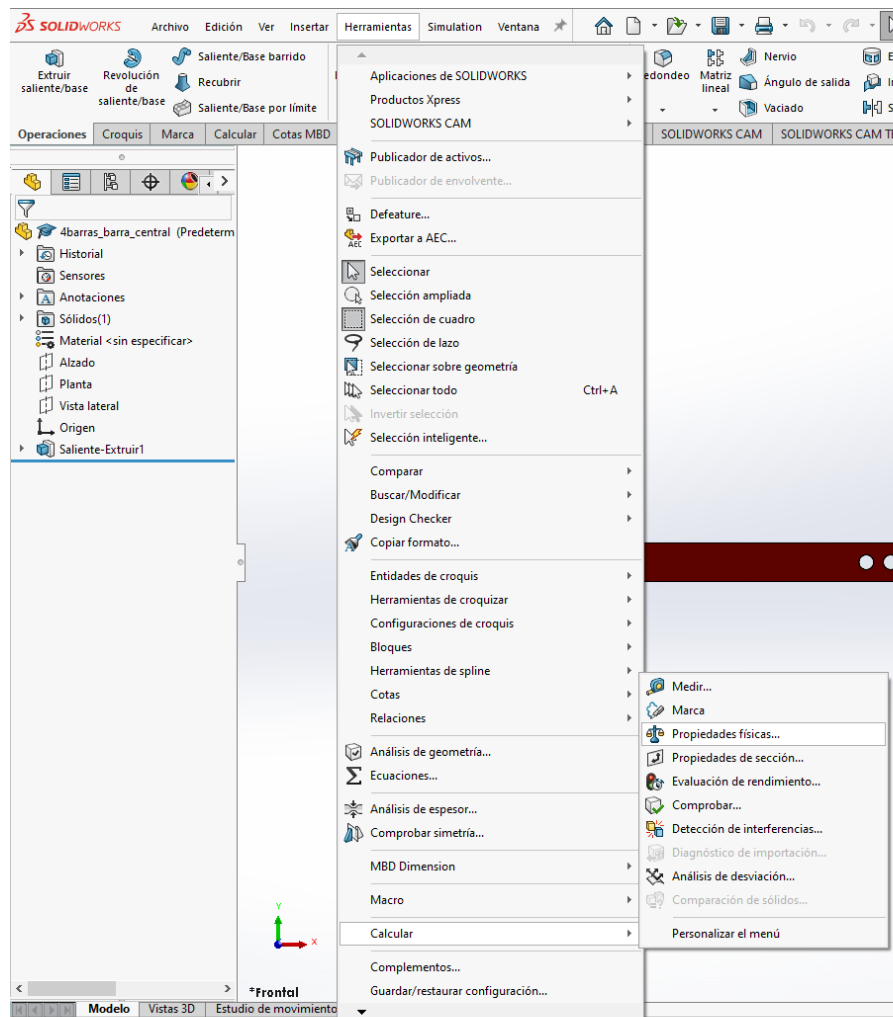 SOLIDWORKS
Archivo Edición Ver Insertar Herramientas Simulation Ventana
Extruir saliente/base
Revolución de saliente/base
Saliente/Base barrido
Recubrir
Saliente/Base por límite
edondeo
Matriz lineal
Nervio
Ángulo de salida
Vaciado
Operaciones Croquis Marca Calcular Cotas MBD SOLIDWORKS CAM SOLIDWORKS CAM T
4barras_barra_central (Predeterm
Historial
Sensores
Anotaciones
Sólidos(1)
Material <sin especificar>
Alzado
Planta
Vista lateral
Origen
Saliente-Extruir1
Aplicaciones de SOLIDWORKS
Productos Xpress
SOLIDWORKS CAM
Publicador de activos...
Publicador de envolvente...
Defeature...
Exportar a AEC...
Seleccionar
Selección ampliada
Selección de cuadro
Selección de lazo
Seleccionar sobre geometría
Seleccionar todo Ctrl+A
Invertir selección
Selección inteligente...
Comparar
Buscar/Modificar
Design Checker
Copiar formato...
Entidades de croquis
Herramientas de croquizar
Configuraciones de croquis
Bloques
Herramientas de spline
Cotas
Relaciones
Análisis de geometría...
Ecuaciones...
Análisis de espesor...
Comprobar simetría...
MBD Dimension
Macro
Calcular
Complementos...
Guardar/restaurar configuración...
Medir...
Marca
Propiedades físicas...
Propiedades de sección...
Evaluación de rendimiento...
Comprobar...
Detección de interferencias...
Diagnóstico de importación...
Análisis de desviación...
Comparación de sólidos...
Personalizar el menú
Y
X
*Frontal
Modelo Vistas 3D Estudio de movimiento